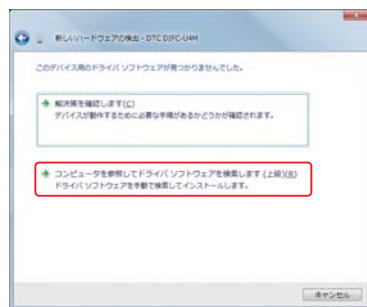 新しいハードウェアの検出 - DTC DIFC-U4M
このデバイス用のドライバ ソフトウェアが見つかりませんでした。
解決策を確認します(C)
デバイスが動作するために必要な手順があるかどうかが確認されます。
コンピュータを参照してドライバ ソフトウェアを検索します (上級)(R)
ドライバ ソフトウェアを手動で検索してインストールします。
キャンセル